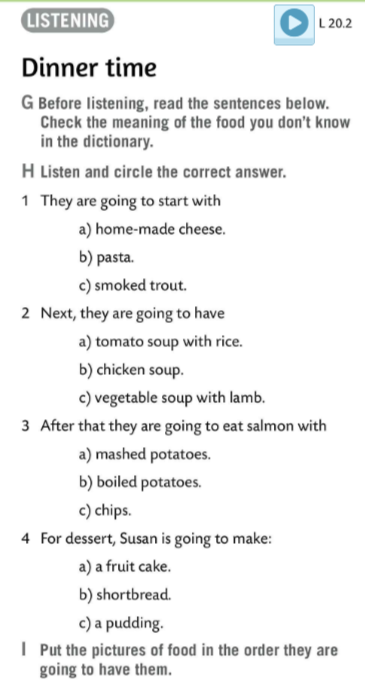 LISTENING
L 20.2
Dinner time
G Before listening, read the sentences below.
Check the meaning of the food you don't know
in the dictionary.
H Listen and circle the correct answer.
1 They are going to start with
a) home-made cheese.
b) pasta.
c) smoked trout.
2 Next, they are going to have
a) tomato soup with rice.
b) chicken soup.
c) vegetable soup with lamb.
3 After that they are going to eat salmon with
a) mashed potatoes.
b) boiled potatoes.
c) chips.
4 For dessert, Susan is going to make:
a) a fruit cake.
b) shortbread.
c) a pudding.
I Put the pictures of food in the order they are
going to have them.